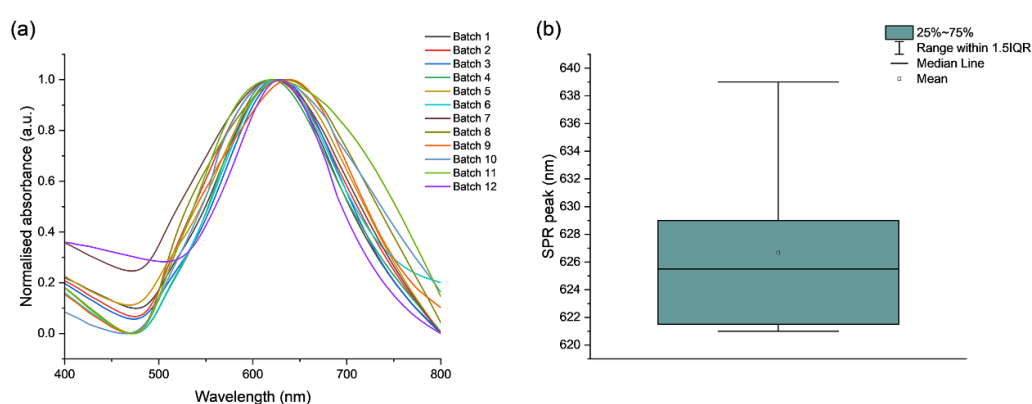 (a)
Batch 1
Batch 2
Batch 3
Batch 4
Batch 5
Batch 6
Batch 7
Batch 8
Batch 9
Batch 10
Batch 11
Batch 12
1.0
0.8
0.6
0.4
0.2
0.0
Normalised absorbance (a.u.)
400
500
600
700
800
Wavelength (nm)
(b)
25%~75%
Range within 1.5IQR
Median Line
Mean
640
638
636
634
632
630
628
626
624
622
620
SPR peak (nm)